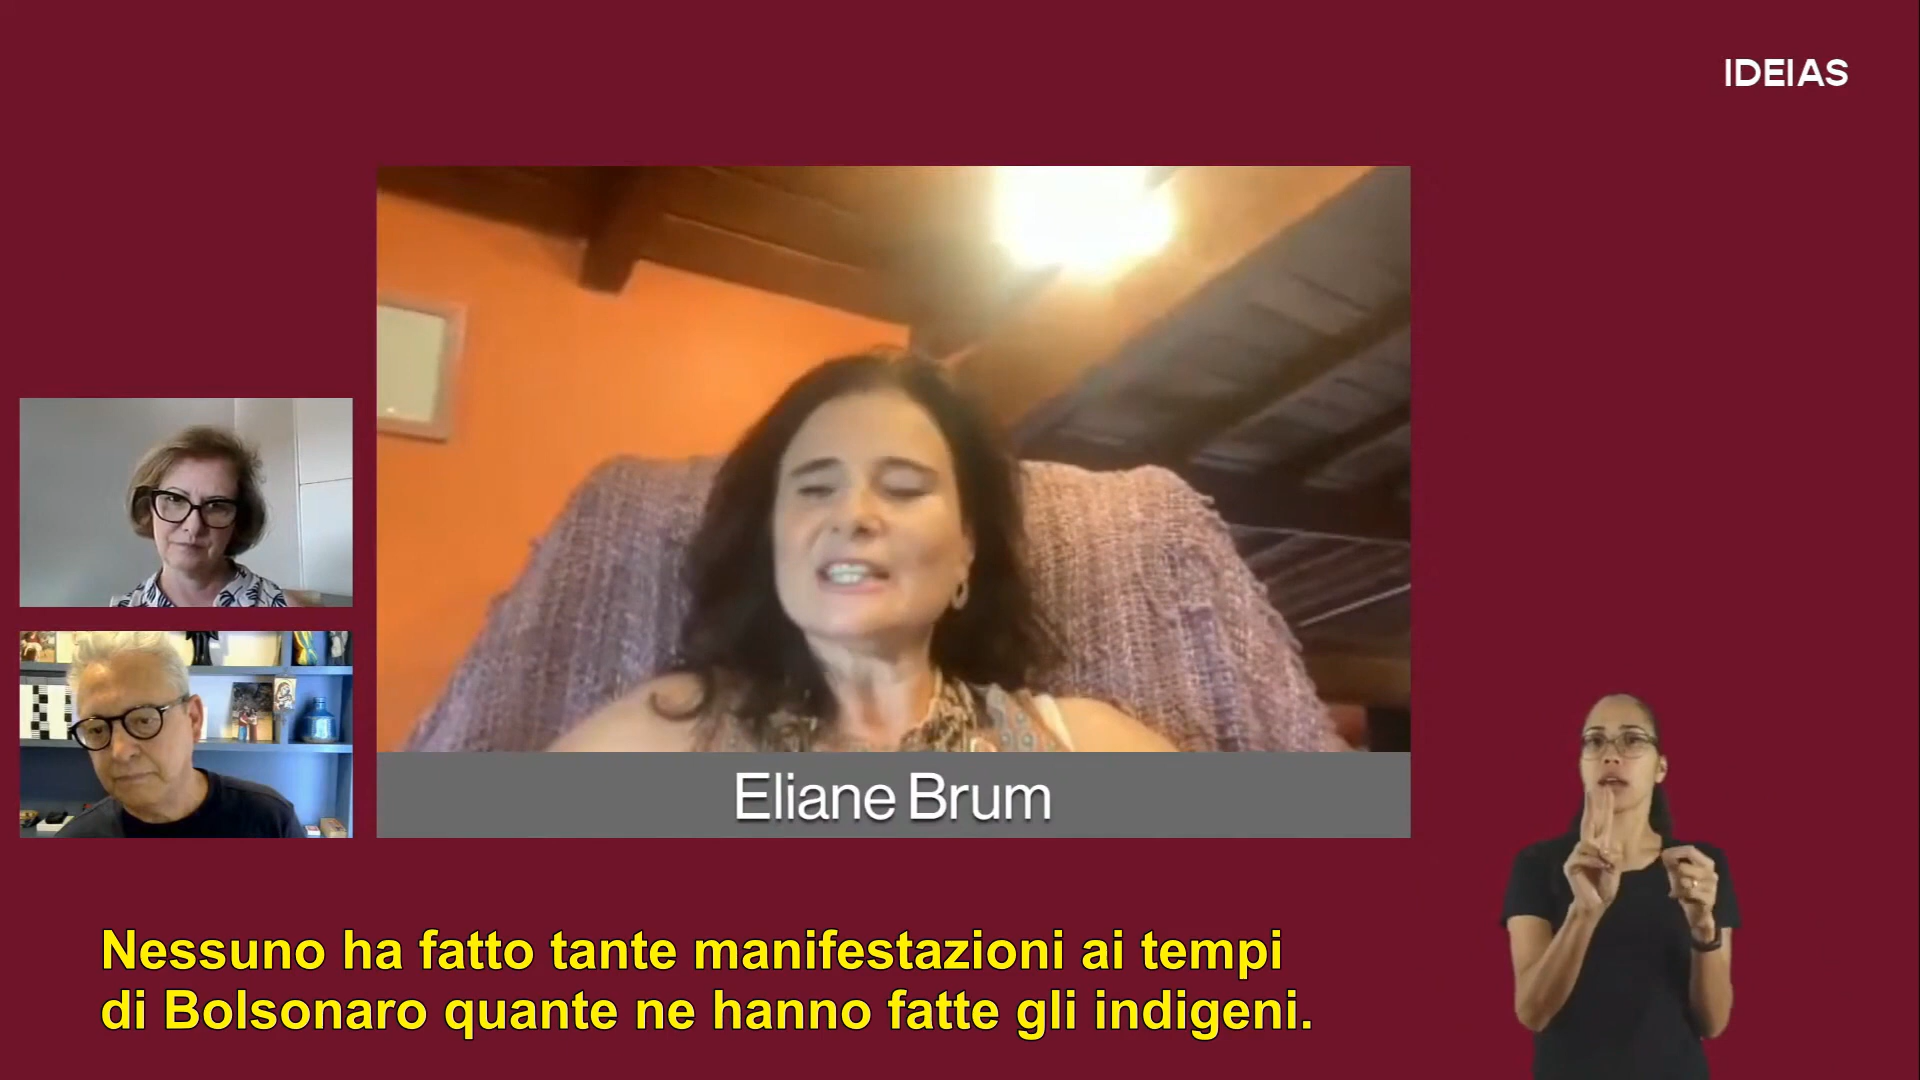 IDEIAS
Eliane Brum
Nessuno ha fatto tante manifestazioni ai tempi
di Bolsonaro quante ne hanno fatte gli indigeni.